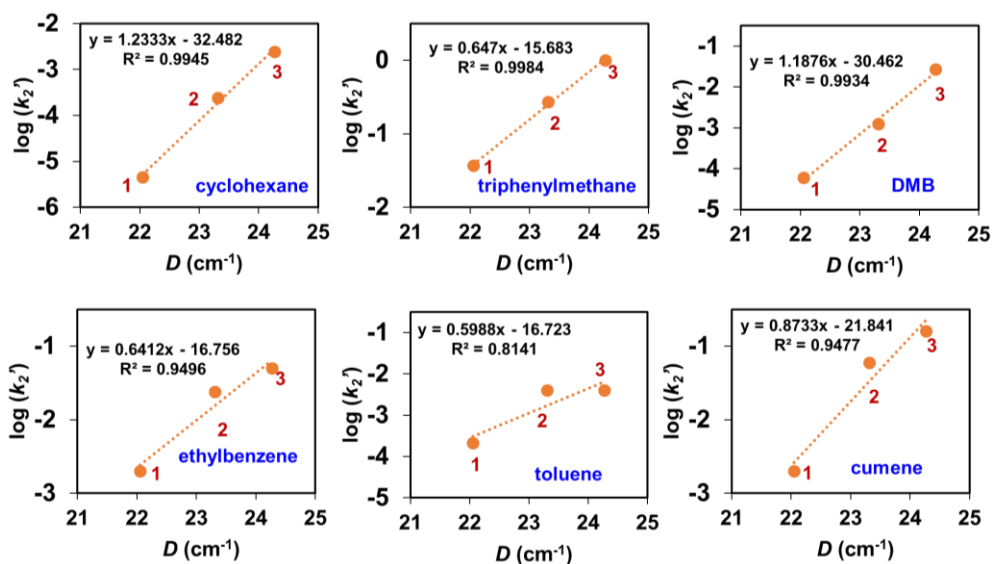 y = 1.2333x - 32.482
R² = 0.9945
log (k₂')
-2
-3
-4
-5
-6
1
2
3
cyclohexane
21 22 23 24 25
D (cm⁻¹)
y = 0.647x - 15.683
R² = 0.9984
log (k₂')
0
-1
-2
1
2
3
triphenylmethane
21 22 23 24 25
D (cm⁻¹)
y = 1.1876x - 30.462
R² = 0.9934
log (k₂')
-1
-2
-3
-4
-5
1
2
3
DMB
21 22 23 24 25
D (cm⁻¹)
y = 0.6412x - 16.756
R² = 0.9496
log (k₂')
-1
-2
-3
1
2
3
ethylbenzene
21 22 23 24 25
D (cm⁻¹)
y = 0.5988x - 16.723
R² = 0.8141
log (k₂')
-1
-2
-3
-4
-5
1
2
3
toluene
21 22 23 24 25
D (cm⁻¹)
y = 0.8733x - 21.841
R² = 0.9477
log (k₂')
-1
-2
-3
1
2
3
cumene
21 22 23 24 25
D (cm⁻¹)